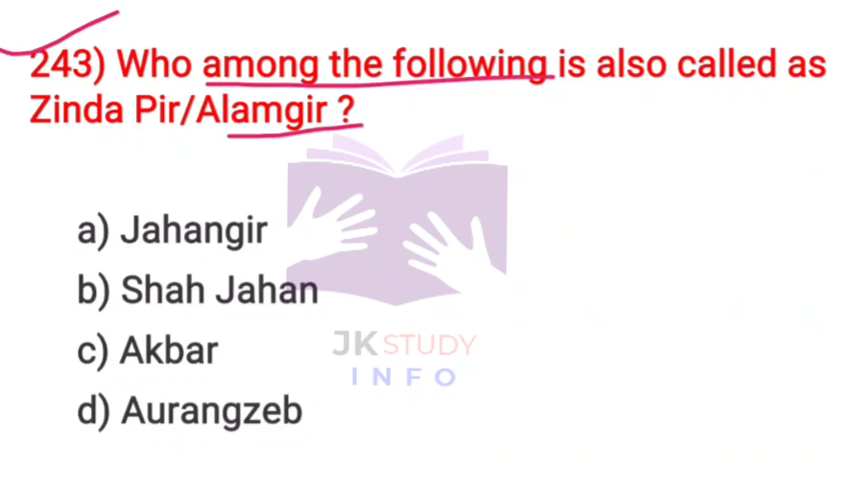 243) Who among the following is also called as
Zinda Pir/Alamgir ?
a) Jahangir
b) Shah Jahan
c) Akbar
d) Aurangzeb
JK STUDY
INFO